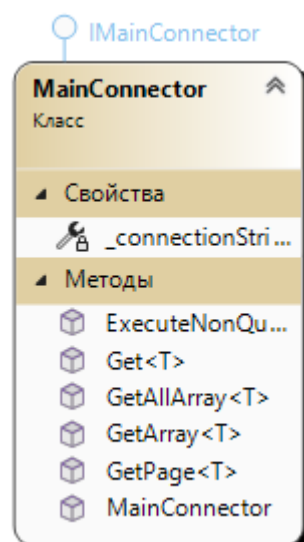 IMainConnector
MainConnector
Класс
Свойства
_connectionStri...
Методы
ExecuteNonQu...
Get<T>
GetAllArray<T>
GetArray<T>
GetPage<T>
MainConnector